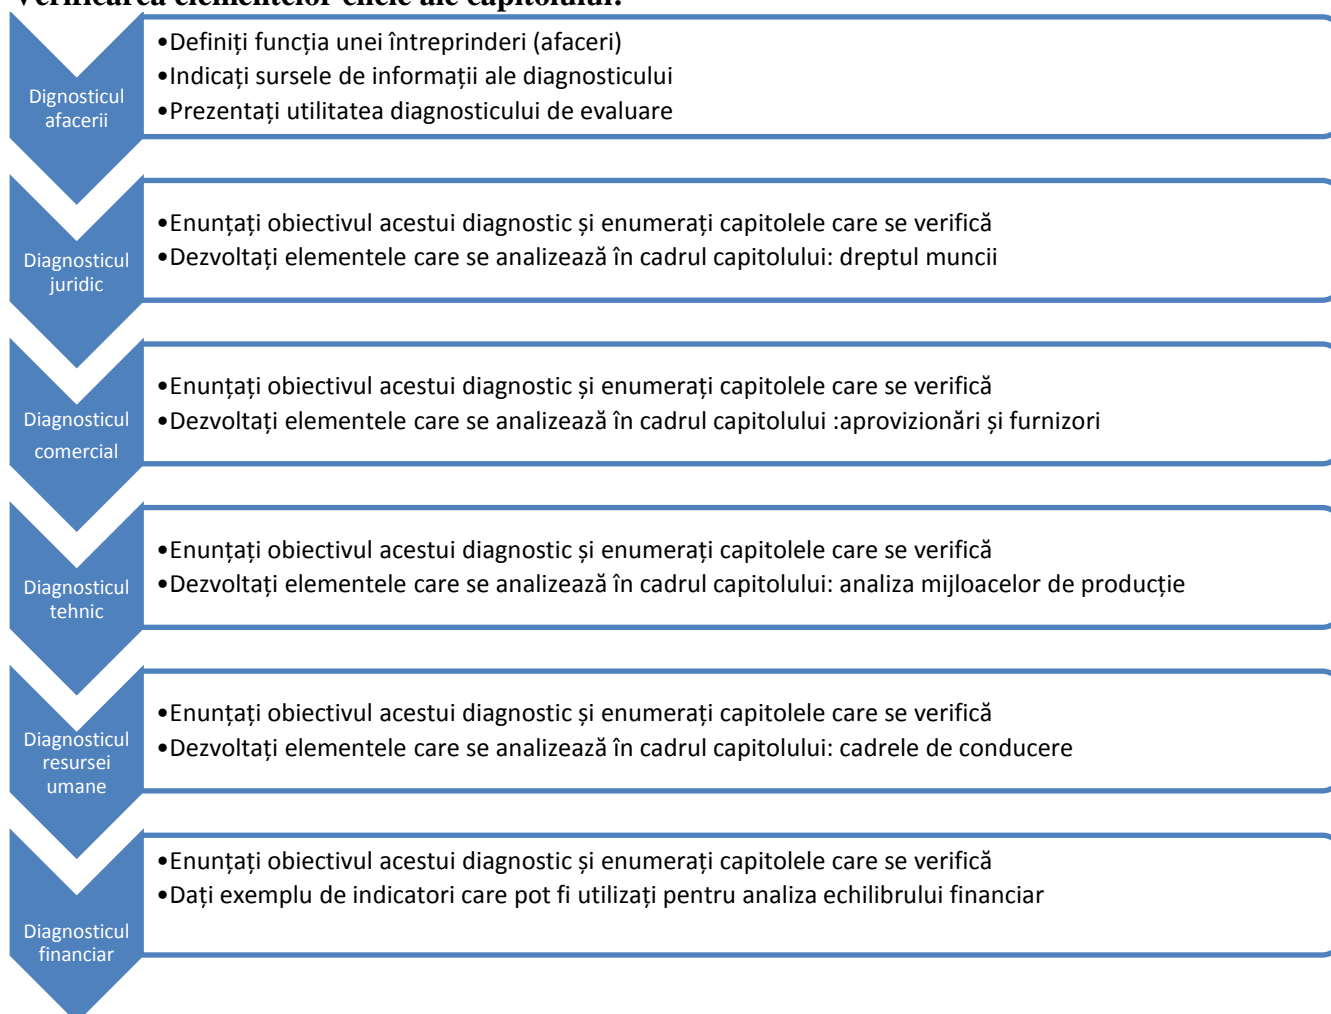 Verificarea elementelor cheie ale capitolului:
Dignosticul
afacerii
•Definiți funcția unei întreprinderi (afaceri)
•Indicați sursele de informații ale diagnosticului
•Prezentați utilitatea diagnosticului de evaluare
Diagnosticul
juridic
•Enunțați obiectivul acestui diagnostic și enumerați capitolele care se verifică
•Dezvoltați elementele care se analizează în cadrul capitolului: dreptul muncii
Diagnosticul
comercial
•Enunțați obiectivul acestui diagnostic și enumerați capitolele care se verifică
•Dezvoltați elementele care se analizează în cadrul capitolului :aprovizionări și furnizori
Diagnosticul
tehnic
•Enunțați obiectivul acestui diagnostic și enumerați capitolele care se verifică
•Dezvoltați elementele care se analizează în cadrul capitolului: analiza mijloacelor de producție
Diagnosticul
resursei
umane
•Enunțați obiectivul acestui diagnostic și enumerați capitolele care se verifică
•Dezvoltați elementele care se analizează în cadrul capitolului: cadrele de conducere
Diagnosticul
financiar
•Enunțați obiectivul acestui diagnostic și enumerați capitolele care se verifică
•Dați exemplu de indicatori care pot fi utilizați pentru analiza echilibrului financiar